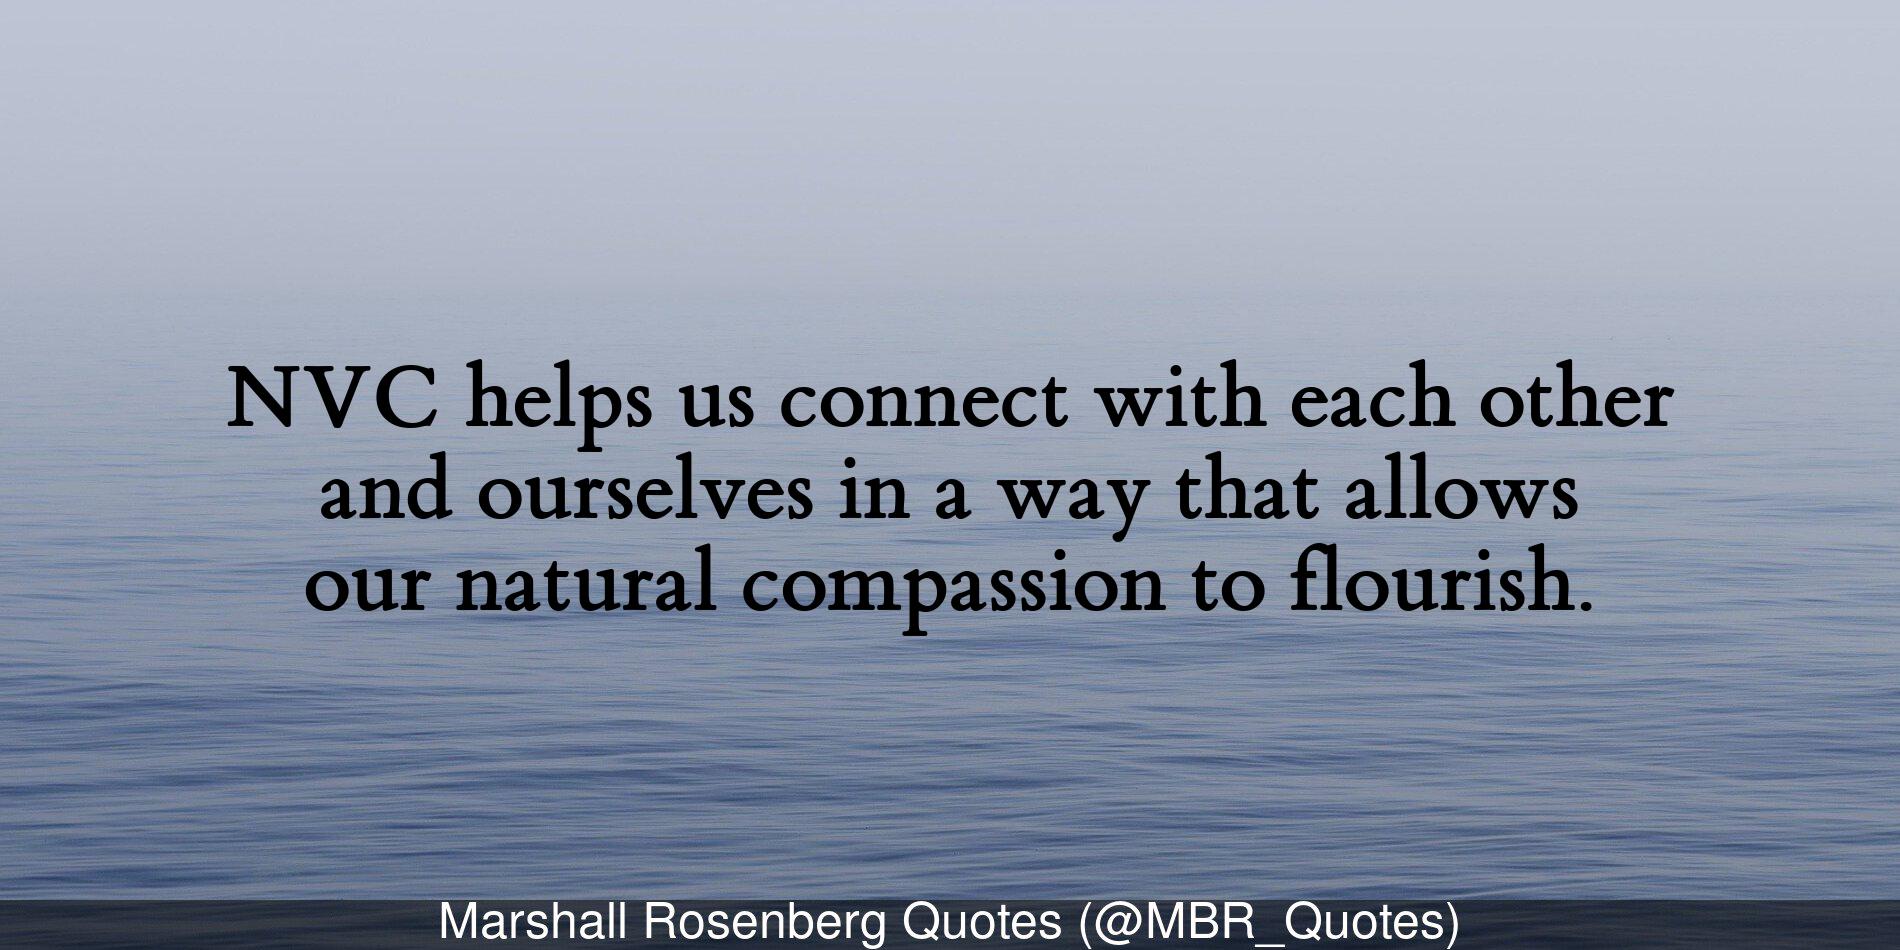 NVC helps us connect with each other
and ourselves in a way that allows
our natural compassion to flourish.
Marshall Rosenberg Quotes (@MBR_Quotes)